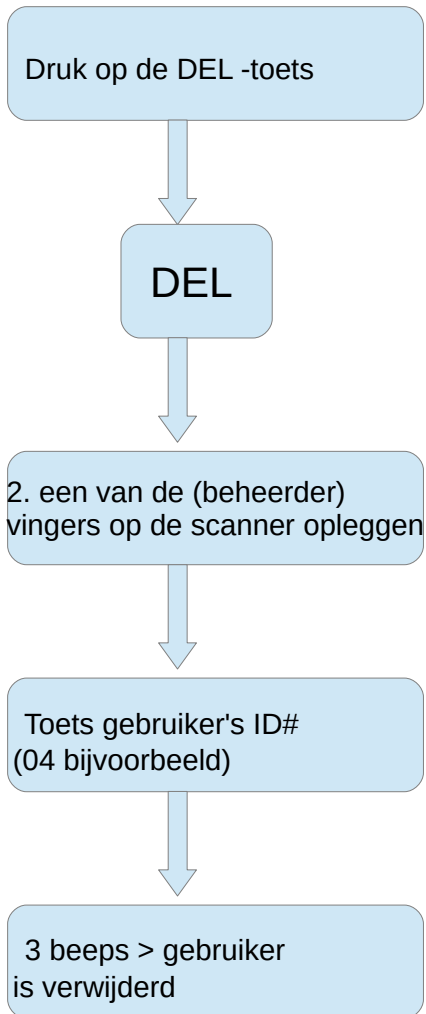 Druk op de DEL -toets
DEL
2. een van de (beheerder)
vingers op de scanner opleggen
Toets gebruiker's ID#
(04 bijvoorbeeld)
3 beeps > gebruiker
is verwijderd